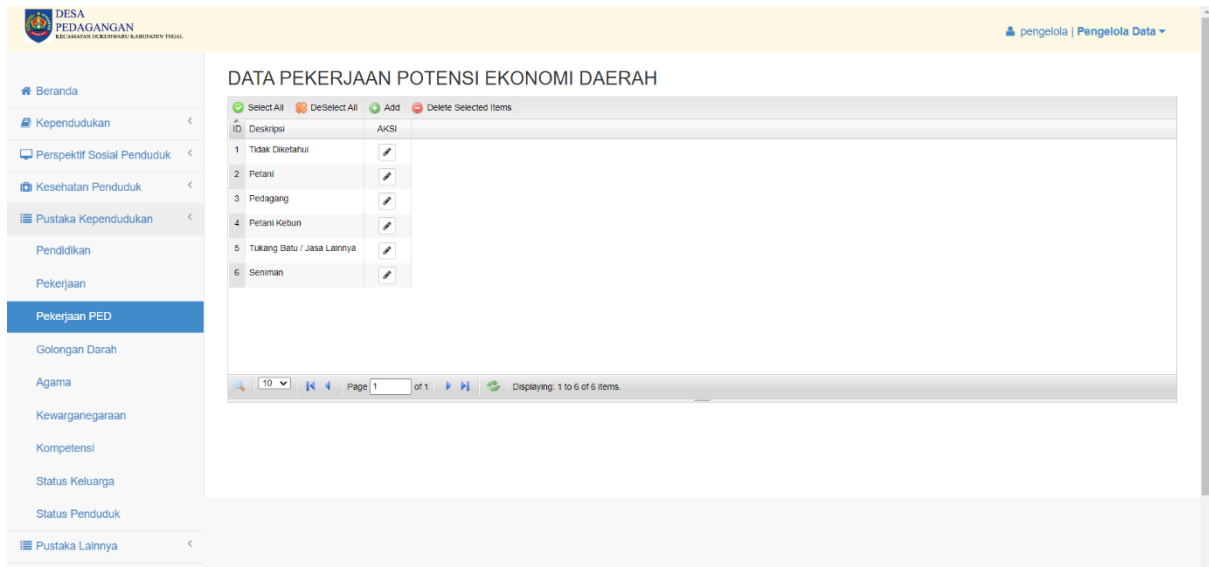 DESA
PEDAGANGAN
KECAMATAN DUKUHWARU KABUPATEN TEGAL
pengelola | Pengelola Data
Beranda
Kependudukan
Perspektif Sosial Penduduk
Kesehatan Penduduk
Pustaka Kependudukan
Pendidikan
Pekerjaan
Pekerjaan PED
Golongan Darah
Agama
Kewarganegaraan
Kompetensi
Status Keluarga
Status Penduduk
Pustaka Lainnya
DATA PEKERJAAN POTENSI EKONOMI DAERAH
Select All DeSelect All Add Delete Selected Items
ID Deskripsi AKSI
1 Tidak Diketahui
2 Petani
3 Pedagang
4 Petani Kebun
5 Tukang Batu / Jasa Lainnya
6 Seniman
10 Page 1 of 1 Displaying: 1 to 6 of 6 items.